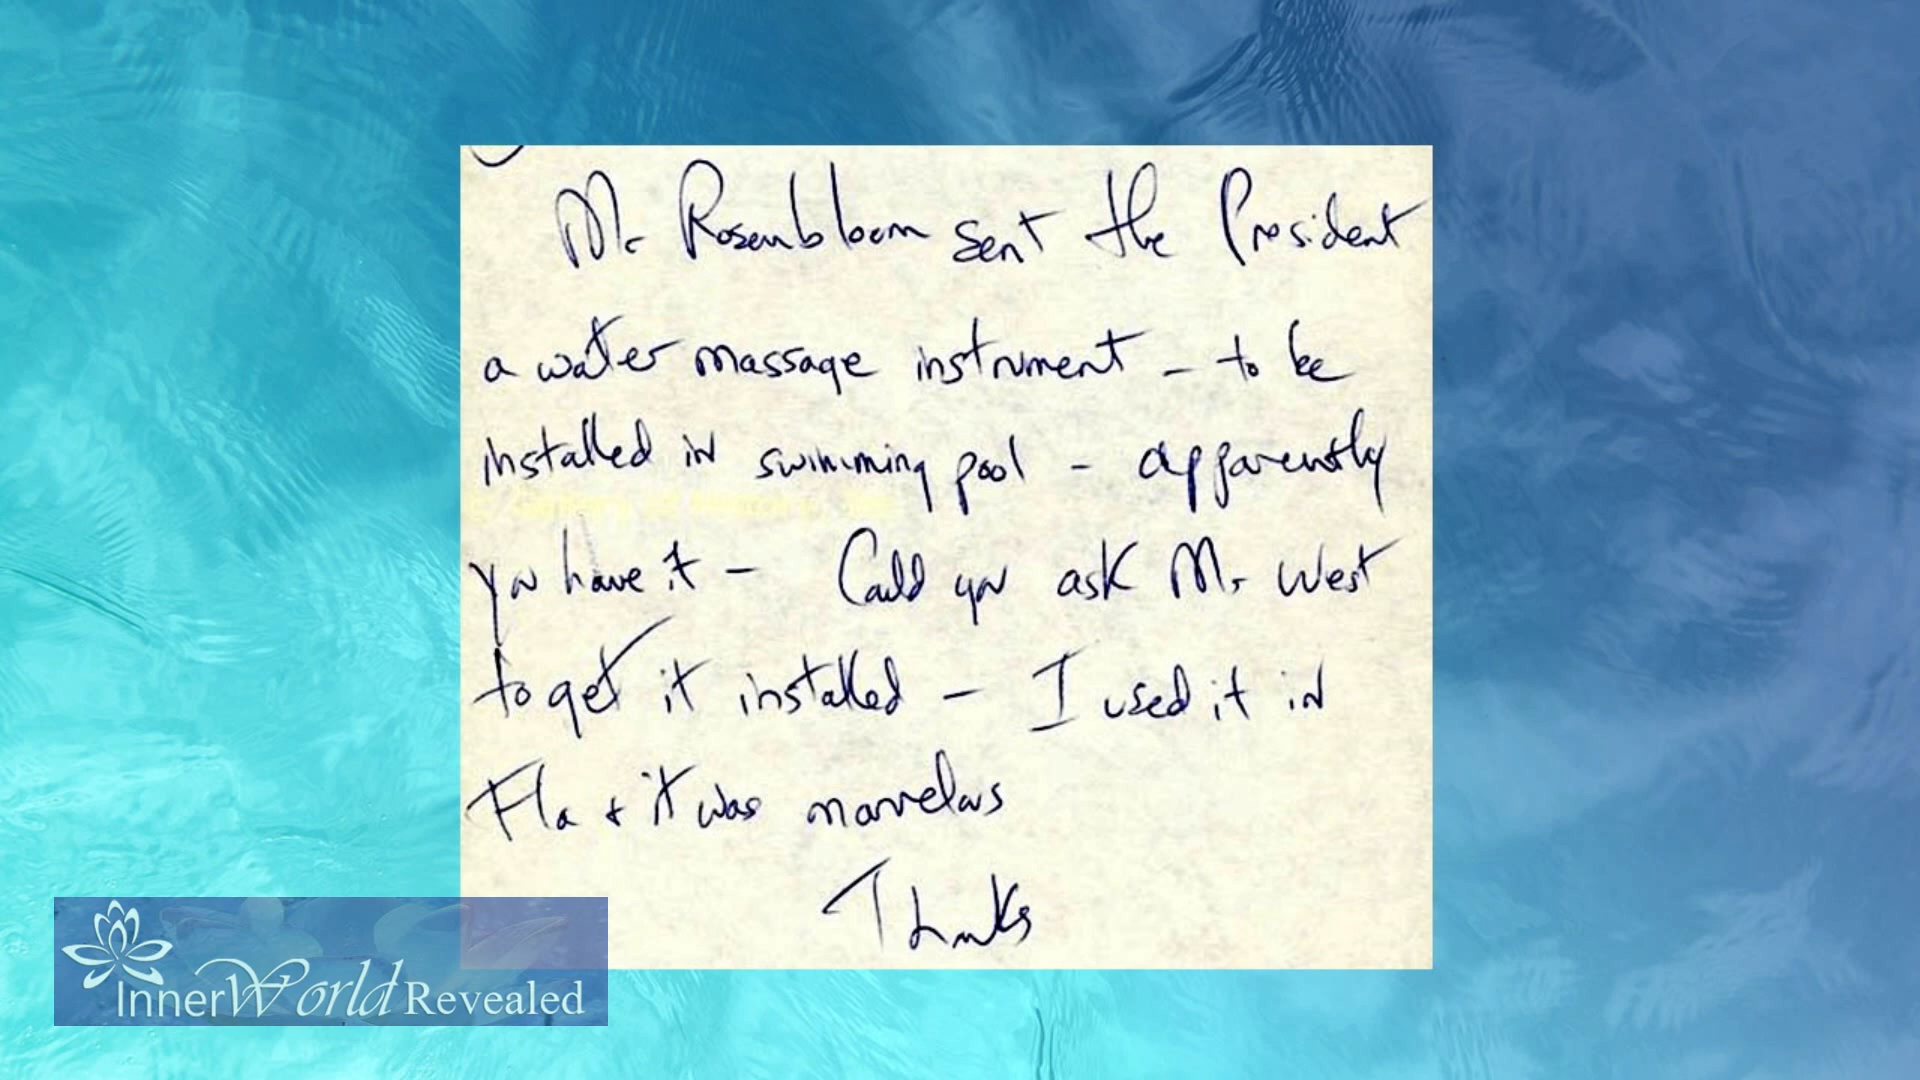 Mr Rosenbloom sent the President
a water massage instrument - to be
installed in swimming pool - apparently
you have it - Could you ask Mr West
to get it installed - I used it in
Fla + it was marvelous
Thanks
InnerWorld Revealed